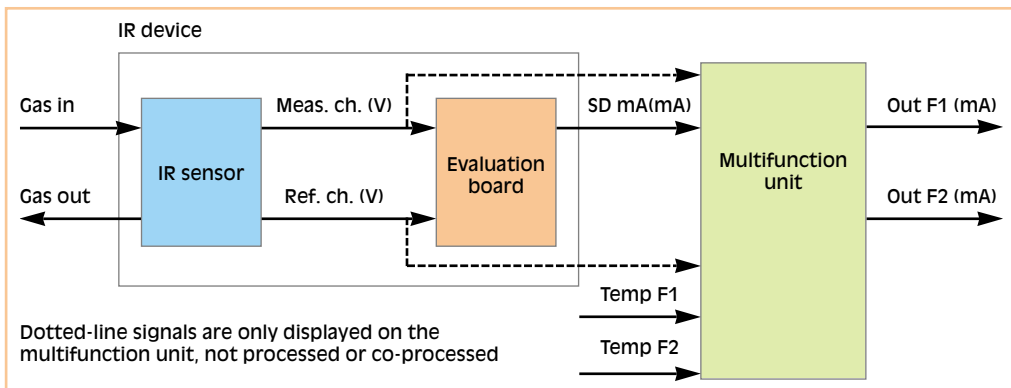 IR device
Gas in
Meas. ch. (V)
SD mA(mA)
Out F1 (mA)
IR sensor
Evaluation
board
Multifunction
unit
Gas out
Ref. ch. (V)
Out F2 (mA)
Temp F1
Temp F2
Dotted-line signals are only displayed on the
multifunction unit, not processed or co-processed